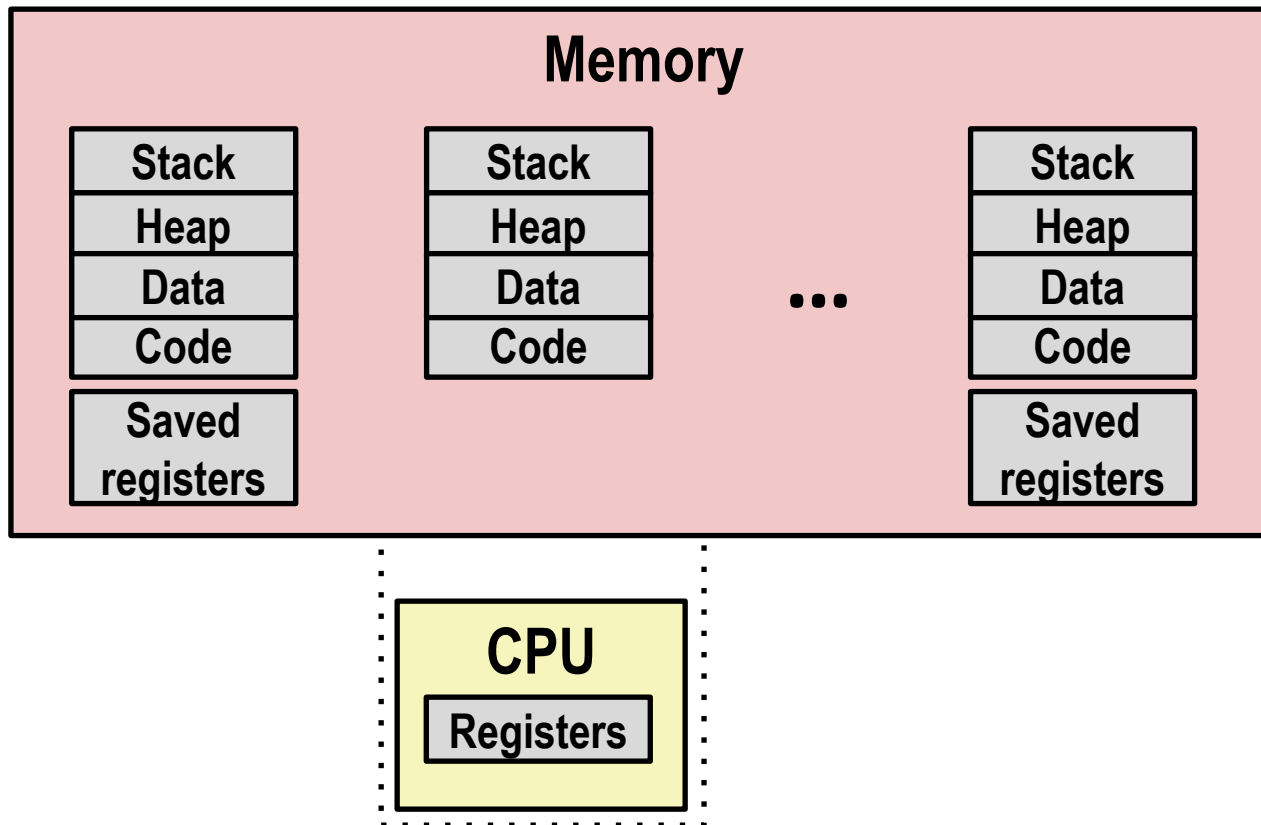 Memory
Stack
Heap
Data
Code
Saved
registers
Stack
Heap
Data
Code
...
Stack
Heap
Data
Code
Saved
registers
CPU
Registers